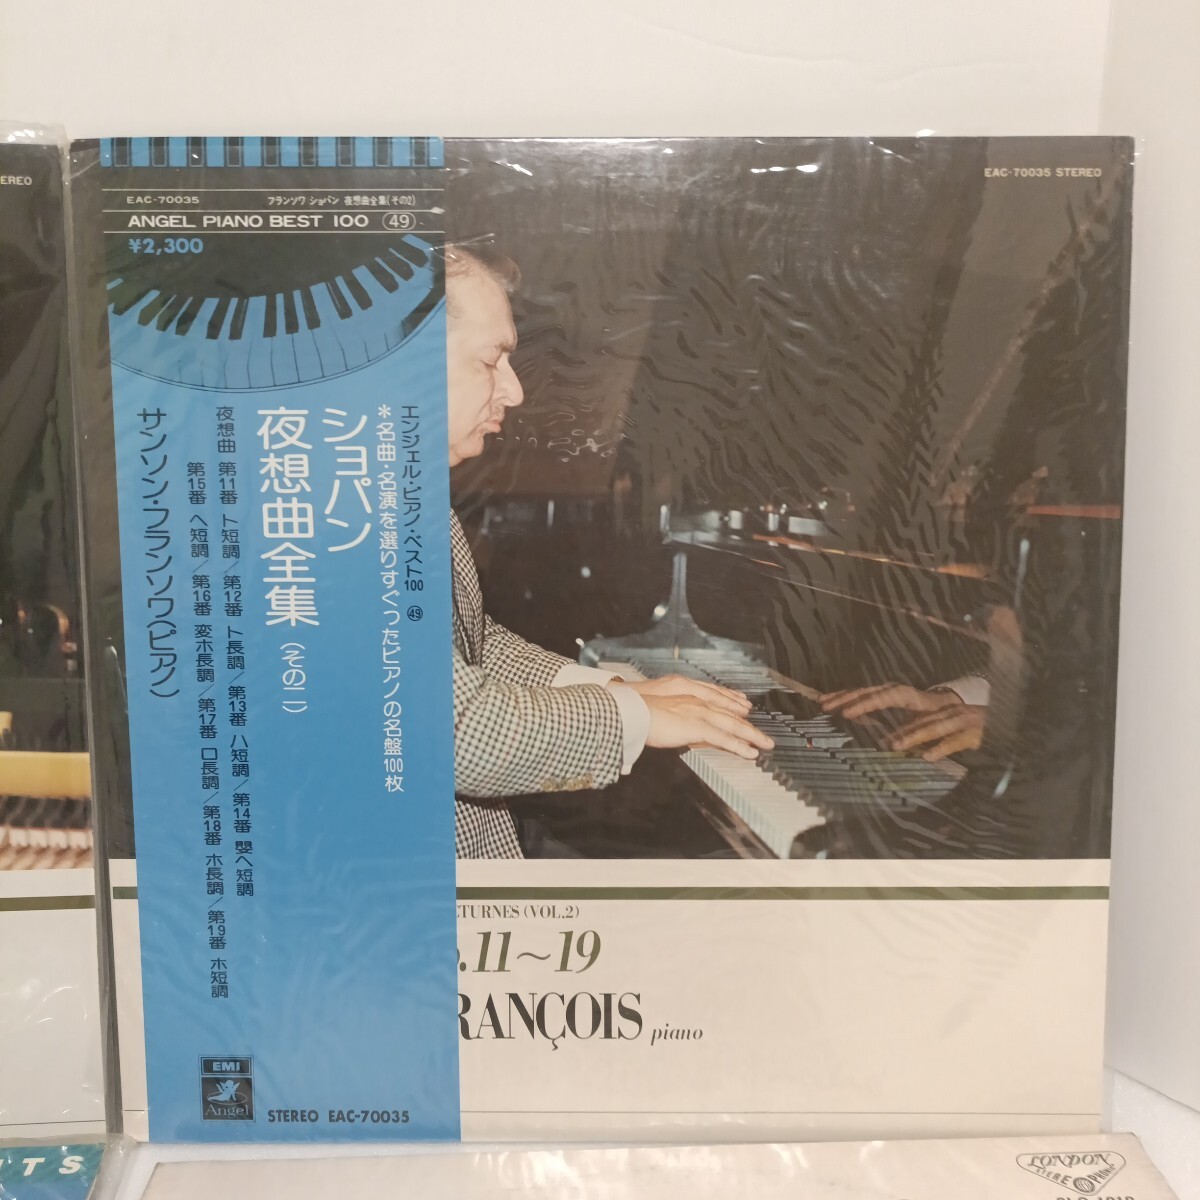 EREO
EAC-70035 フランソワ ショパン 夜想曲全集(その2)
ANGEL PIANO BEST 100 49
¥2,300
エンジェル・ピアノ・ベスト100 ㊾
*名曲・名演を選りすぐったピアノの名盤100枚
ショパン
夜想曲全集(その二)
夜想曲 第11番 ト短調/第12番 ト長調/第13番 ハ短調/第14番 嬰ヘ短調
第15番 ヘ短調/第16番 変ホ長調/第17番 ロ長調/第18番 ホ長調/第19番 ホ短調
サンソン・フランソワ(ピアノ)
EMI
Angel
STEREO EAC-70035
EAC-70035 STEREO
TURNES (VOL.2)
.11~19
RANÇOIS piano
TS
LONDON
STEREOPHONIC